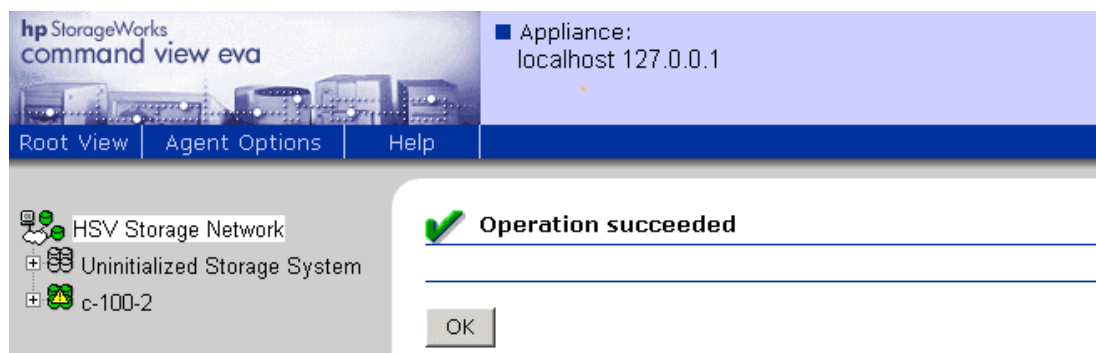 hp StorageWorks
command view eva
Appliance:
localhost 127.0.0.1
Root View
Agent Options
Help
HSV Storage Network
Uninitialized Storage System
c-100-2
Operation succeeded
OK